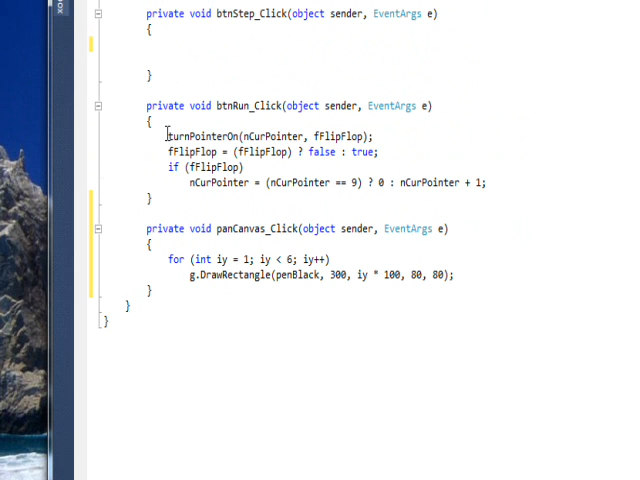 box
private void btnStep_Click(object sender, EventArgs e)
{
}
private void btnRun_Click(object sender, EventArgs e)
{
turnPointerOn(nCurPointer, fFlipFlop);
fFlipFlop = (fFlipFlop) ? false : true;
if (fFlipFlop)
nCurPointer = (nCurPointer == 9) ? 0 : nCurPointer + 1;
}
private void panCanvas_Click(object sender, EventArgs e)
{
for (int iy = 1; iy < 6; iy++)
g.DrawRectangle(penBlack, 300, iy * 100, 80, 80);
}
}
}